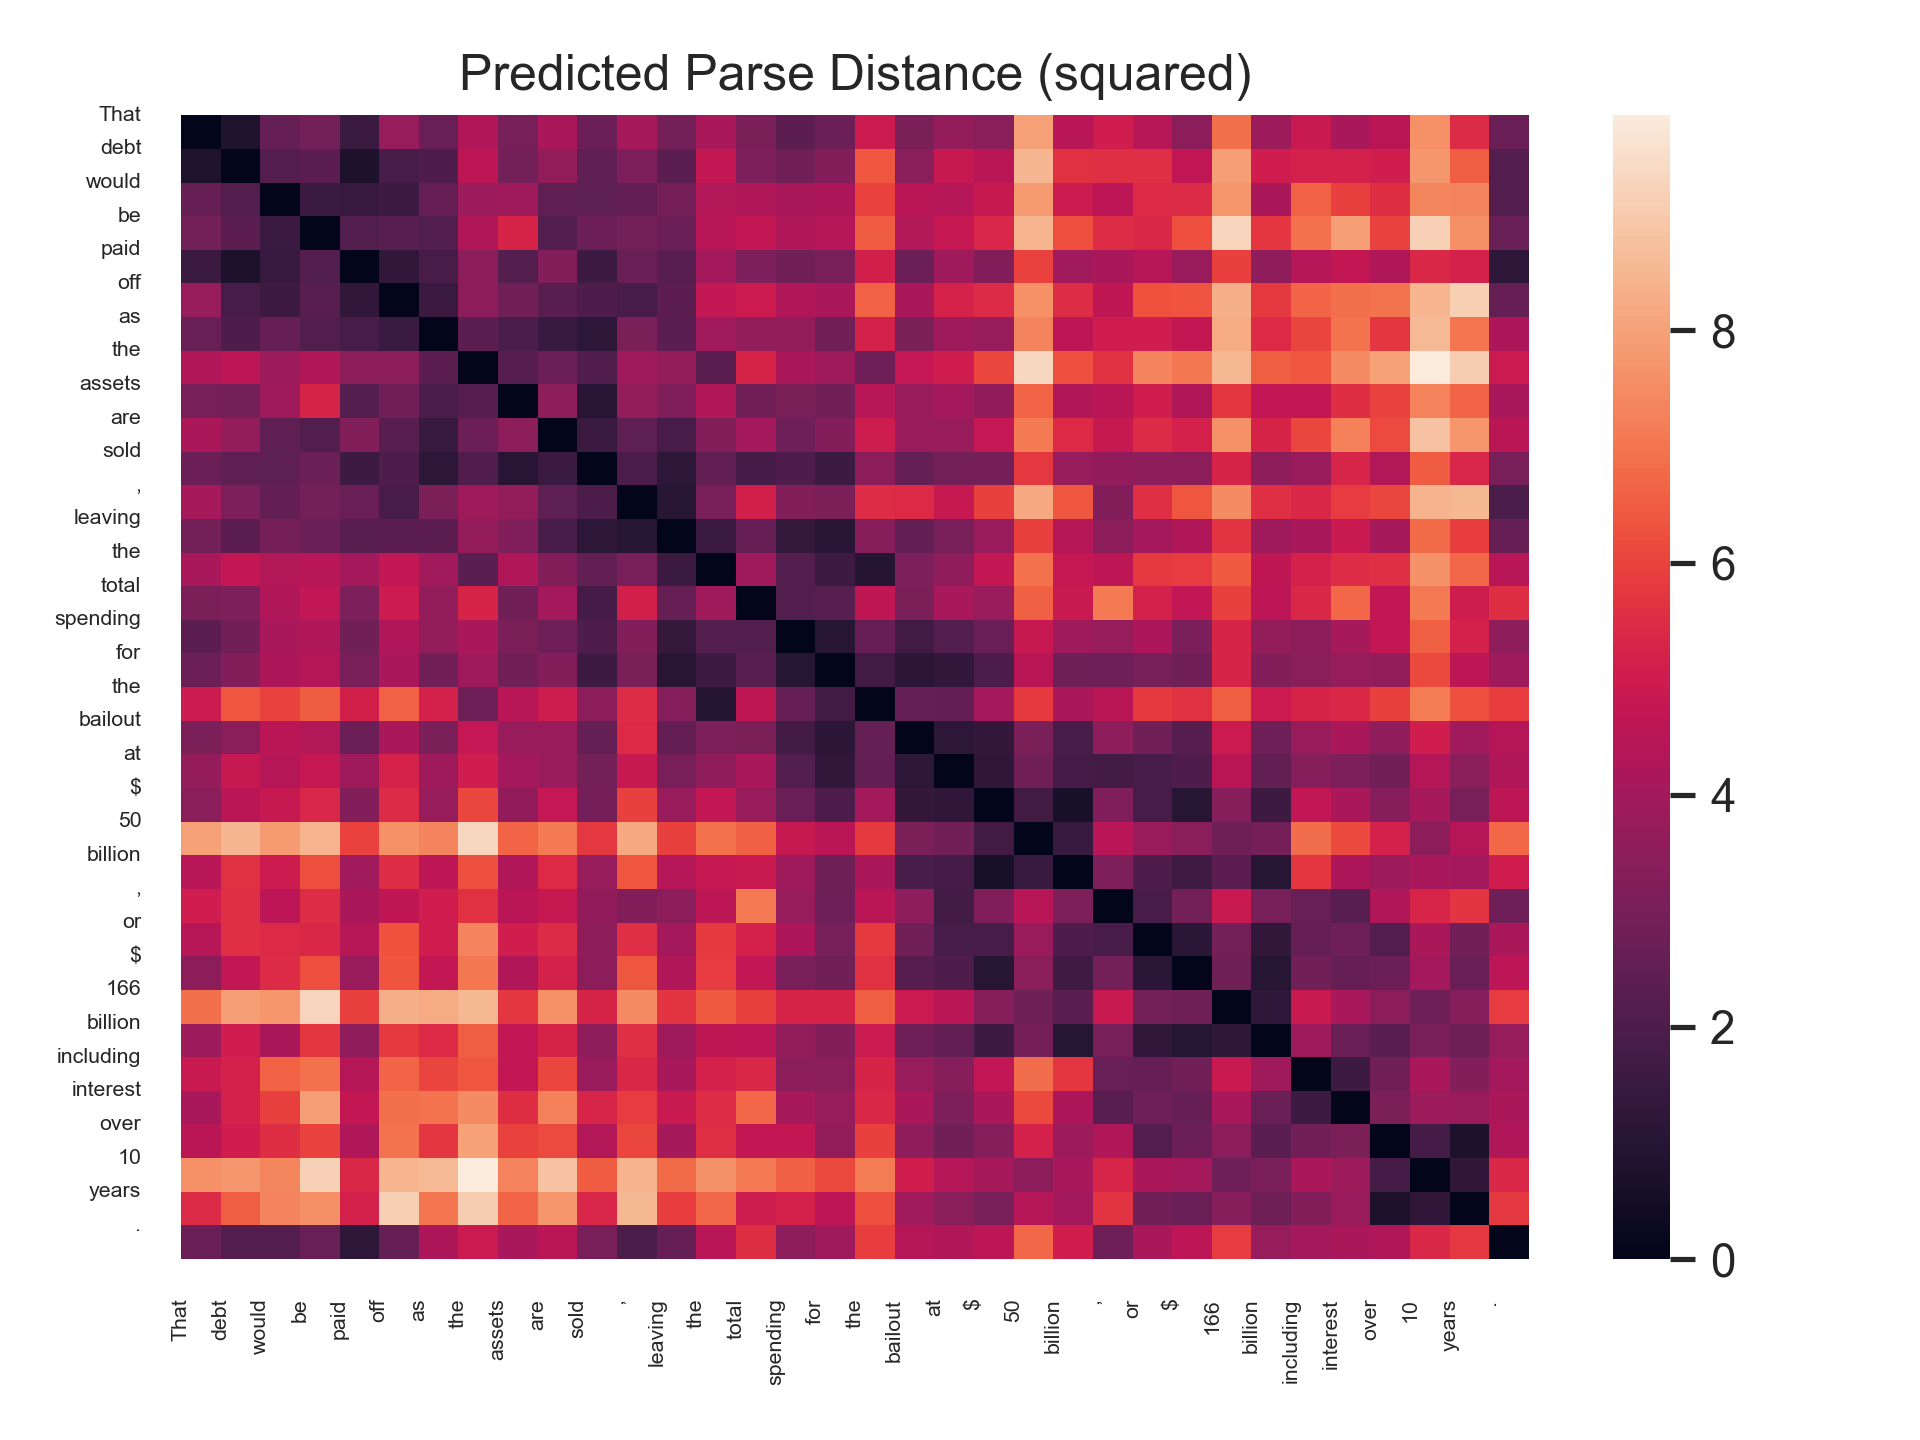 Predicted Parse Distance (squared)
That
debt
would
be
paid
off
as
the
assets
are
sold
,
leaving
the
total
spending
for
the
bailout
at
$
50
billion
,
or
$
166
billion
including
interest
over
10
years
.
8
6
4
2
0
That debt would be paid off as the assets are sold , leaving the total spending for the bailout at $ 50 billion , or $ 166 billion including interest over 10 years .